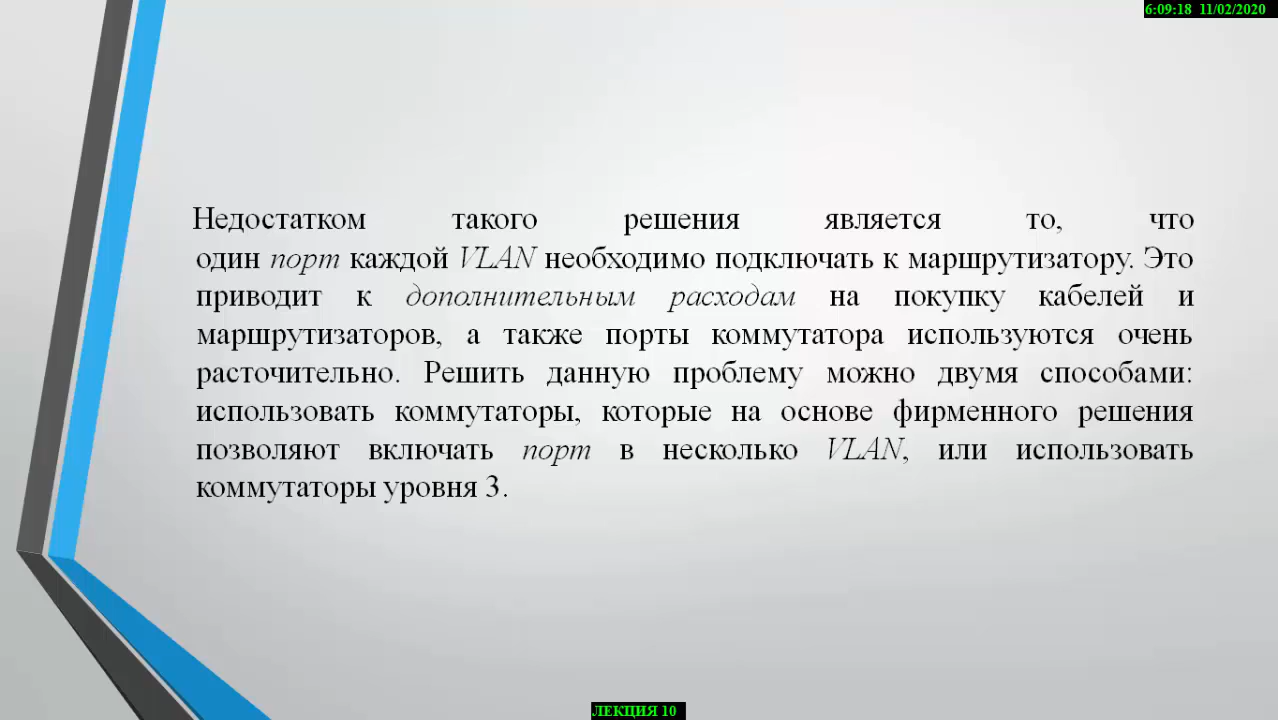 6:09:18 11/02/2020
Недостатком такого решения является то, что
один порт каждой VLAN необходимо подключать к маршрутизатору. Это
приводит к дополнительным расходам на покупку кабелей и
маршрутизаторов, а также порты коммутатора используются очень
расточительно. Решить данную проблему можно двумя способами:
использовать коммутаторы, которые на основе фирменного решения
позволяют включать порт в несколько VLAN, или использовать
коммутаторы уровня 3.
ЛЕКЦИЯ 10